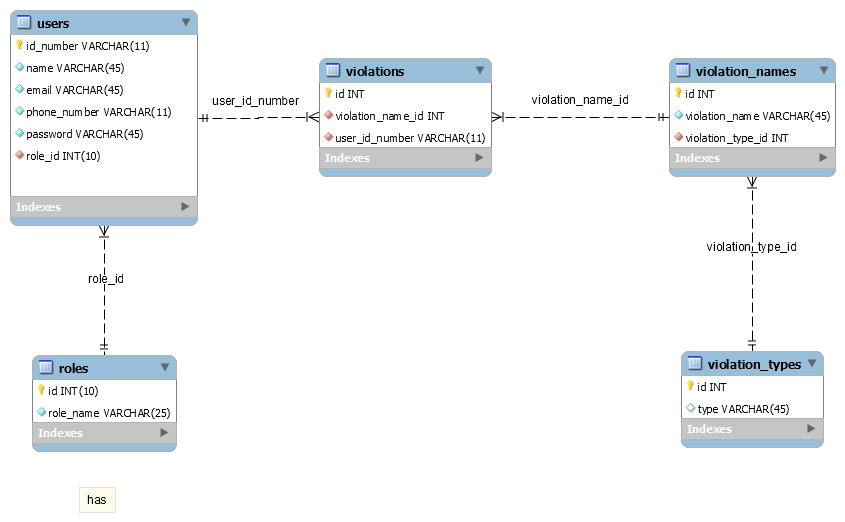 users
id_number VARCHAR(11)
name VARCHAR(45)
email VARCHAR(45)
phone_number VARCHAR(11)
password VARCHAR(45)
role_id INT(10)
Indexes
user_id_number
violations
id INT
violation_name_id INT
user_id_number VARCHAR(11)
Indexes
violation_name_id
violation_names
id INT
violation_name VARCHAR(45)
violation_type_id INT
Indexes
role_id
violation_type_id
roles
id INT(10)
role_name VARCHAR(25)
Indexes
violation_types
id INT
type VARCHAR(45)
Indexes
has